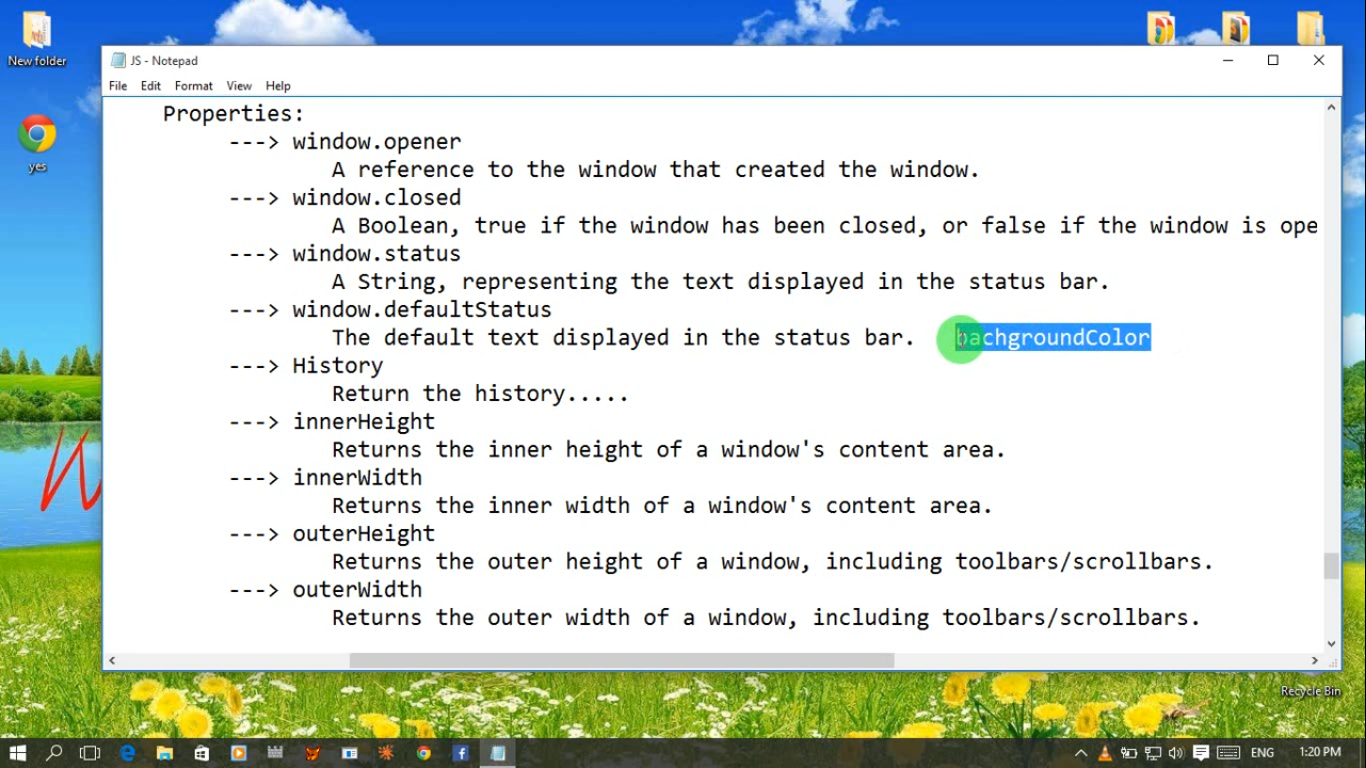 New folder
yes
JS - Notepad
File Edit Format View Help
Properties:
---> window.opener
A reference to the window that created the window.
---> window.closed
A Boolean, true if the window has been closed, or false if the window is ope
---> window.status
A String, representing the text displayed in the status bar.
---> window.defaultStatus
The default text displayed in the status bar. bachgroundColor
---> History
Return the history.....
---> innerHeight
Returns the inner height of a window's content area.
---> innerWidth
Returns the inner width of a window's content area.
---> outerHeight
Returns the outer height of a window, including toolbars/scrollbars.
---> outerWidth
Returns the outer width of a window, including toolbars/scrollbars.
Recycle Bin
ENG 1:20 PM